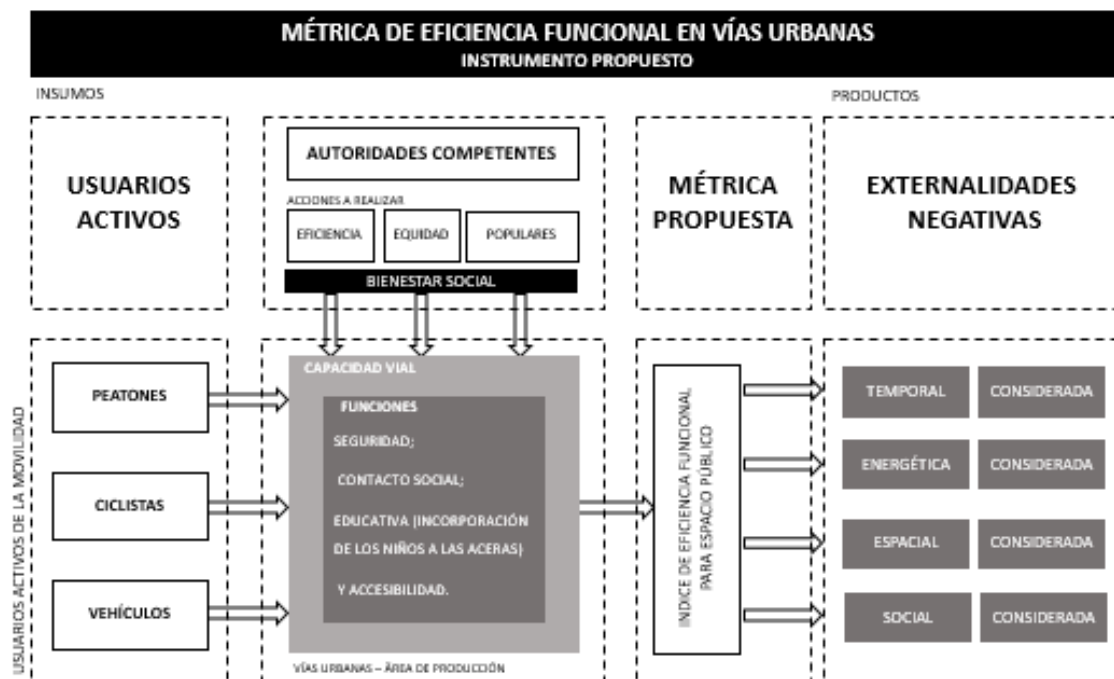 MÉTRICA DE EFICIENCIA FUNCIONAL EN VÍAS URBANAS
INSTRUMENTO PROPUESTO
INSUMOS
PRODUCTOS
USUARIOS
ACTIVOS
AUTORIDADES COMPETENTES
ACCIONES A REALIZAR
EFICIENCIA
EQUIDAD
POPULARES
BIENESTAR SOCIAL
MÉTRICA
PROPUESTA
EXTERNALIDADES
NEGATIVAS
USUARIOS ACTIVOS DE LA MOVILIDAD
PEATONES
CICLISTAS
VEHÍCULOS
CAPACIDAD VIAL
FUNCIONES
SEGURIDAD;
CONTACTO SOCIAL;
EDUCATIVA (INCORPORACIÓN
DE LOS NIÑOS A LAS ACERAS)
Y ACCESIBILIDAD.
VÍAS URBANAS – ÁREA DE PRODUCCIÓN
INDICE DE EFICIENCIA FUNCIONAL
PARA ESPACIO PÚBLICO
TEMPORAL
CONSIDERADA
ENERGÉTICA
CONSIDERADA
ESPACIAL
CONSIDERADA
SOCIAL
CONSIDERADA